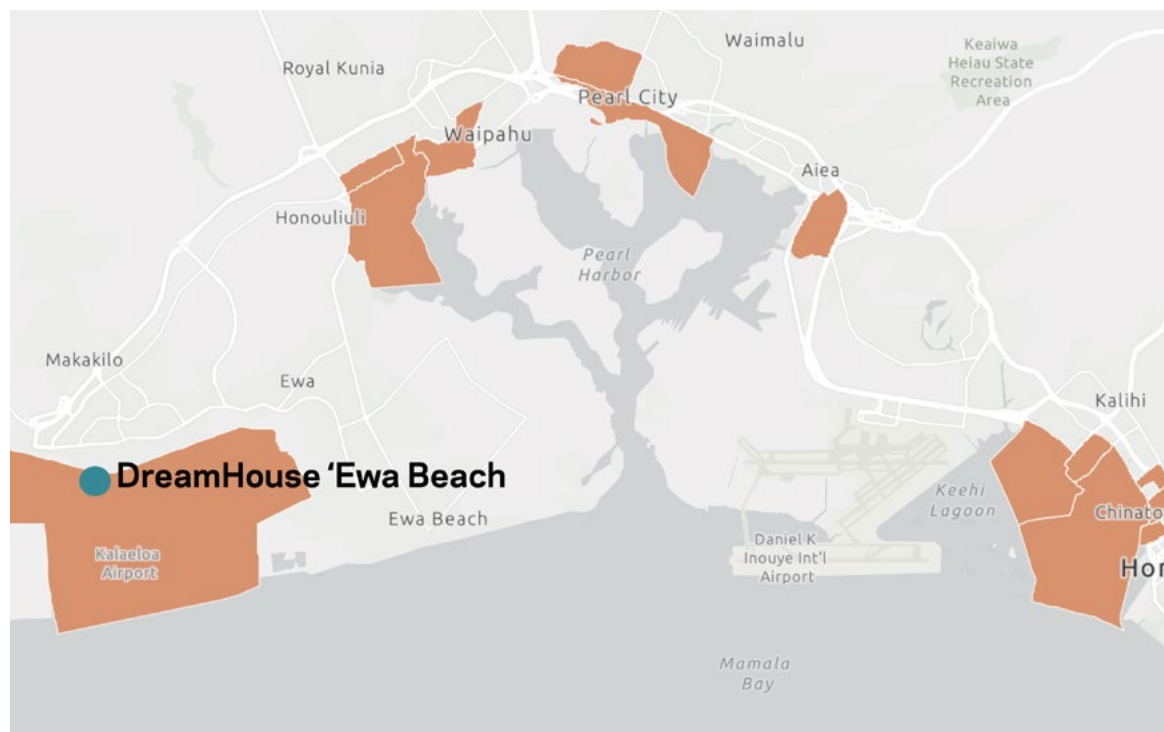 Waimalu
Keaiwa
Heiau State
Recreation
Area
Royal Kunia
Pearl City
Waipahu
Aiea
Honouliuli
Pearl
Harbor
Makakilo
Ewa
Kalihi
DreamHouse ‘Ewa Beach
Keehi
Lagoon
Ewa Beach
Chinato
Kalaeloa
Airport
Daniel K
Inouye Int'l
Airport
Hon
Mamala
Bay